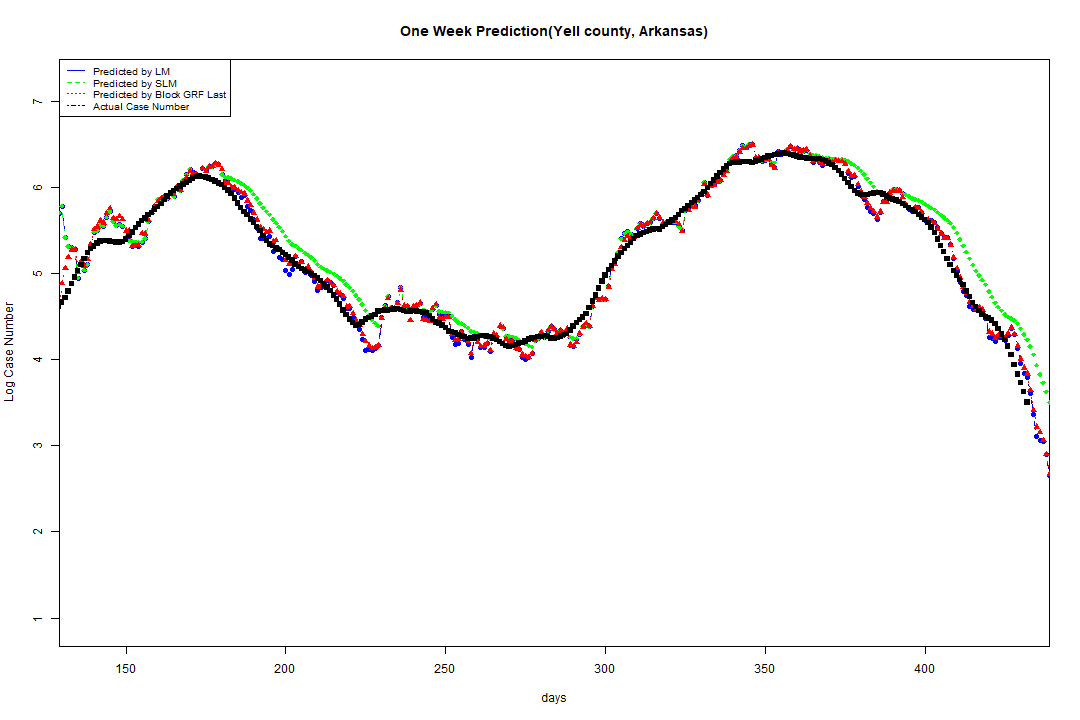 One Week Prediction(Yell county, Arkansas)
Predicted by LM
Predicted by SLM
Predicted by Block GRF Last
Actual Case Number
7
6
5
4
3
2
1
Log Case Number
150 200 250 300 350 400
days